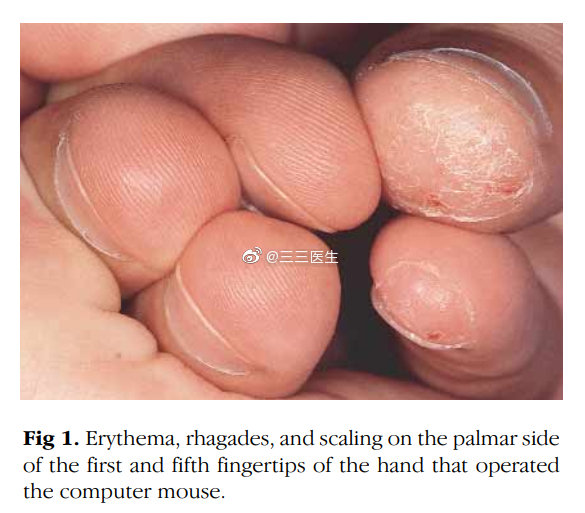 @三三医生
Fig 1. Erythema, rhagades, and scaling on the palmar side
of the first and fifth fingertips of the hand that operated
the computer mouse.